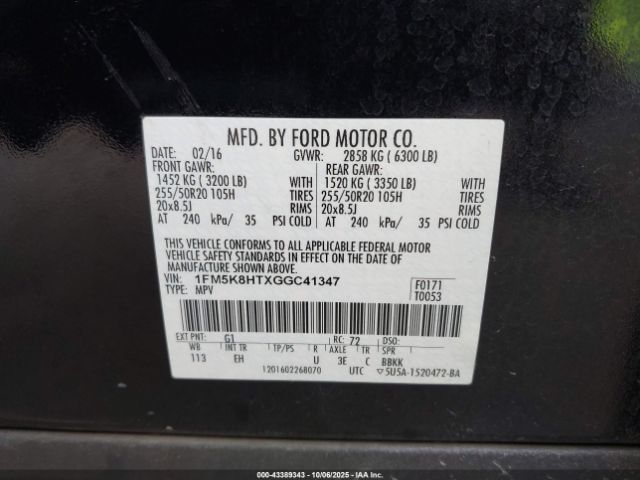 MFD. BY FORD MOTOR CO.
DATE: 02/16 GVWR: 2858 KG ( 6300 LB)
FRONT GAWR: REAR GAWR:
1452 KG ( 3200 LB) WITH 1520 KG ( 3350 LB) WITH
255/50R20 105H TIRES 255/50R20 105H TIRES
20x8.5J RIMS 20x8.5J RIMS
AT 240 kPa/ 35 PSI COLD AT 240 kPa/ 35 PSI COLD
THIS VEHICLE CONFORMS TO ALL APPLICABLE FEDERAL MOTOR
VEHICLE SAFETY STANDARDS IN EFFECT ON THE DATE OF
MANUFACTURE SHOWN ABOVE.
VIN: 1FM5K8HTXGGC41347 F0171
TYPE: MPV T0053
EXT PNT: G1 RC: 72 DSO:
WB INT TR TP/PS R AXLE TR SPR
113 EH U 3E C BBKK
1201602268070 UTC ▽5U5A-1520472-BA
000-43389343 - 10/06/2025 - IAA Inc.